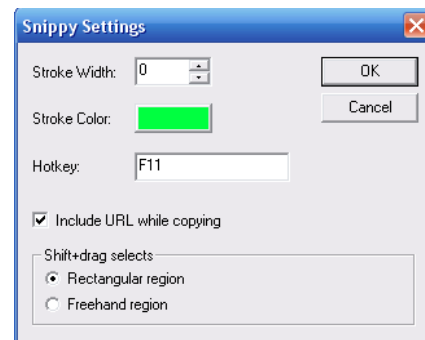 Snippy Settings
Stroke Width: 0 OK
Stroke Color: Cancel
Hotkey: F11
Include URL while copying
Shift+drag selects
Rectangular region
Freehand region